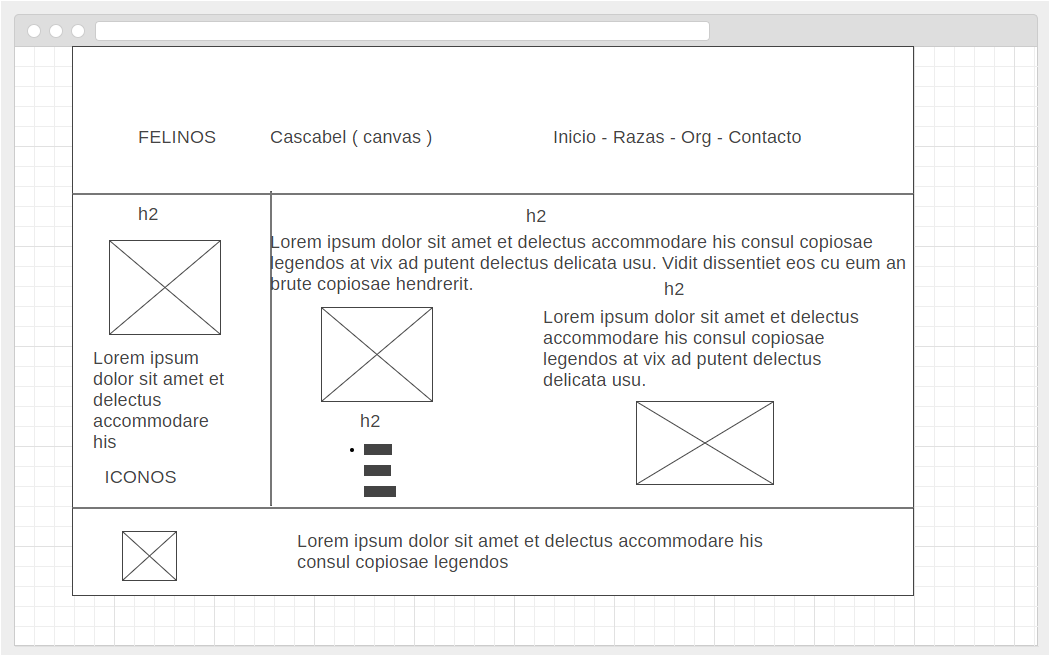 FELINOS
Cascabel ( canvas )
Inicio - Razas - Org - Contacto
h2
Lorem ipsum
dolor sit amet et
delectus
accommodare
his
ICONOS
h2
Lorem ipsum dolor sit amet et delectus accommodare his consul copiosae
legendos at vix ad putent delectus delicata usu. Vidit dissentiet eos cu eum an
brute copiosae hendrerit.
h2
h2
Lorem ipsum dolor sit amet et delectus
accommodare his consul copiosae
legendos at vix ad putent delectus
delicata usu.
Lorem ipsum dolor sit amet et delectus accommodare his
consul copiosae legendos